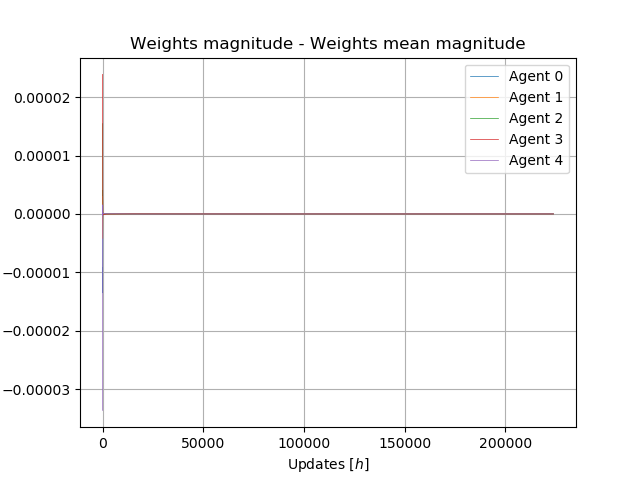 Weights magnitude - Weights mean magnitude
Agent 0
Agent 1
Agent 2
Agent 3
Agent 4
0.00002
0.00001
0.00000
−0.00001
−0.00002
−0.00003
0 50000 100000 150000 200000
Updates [h]